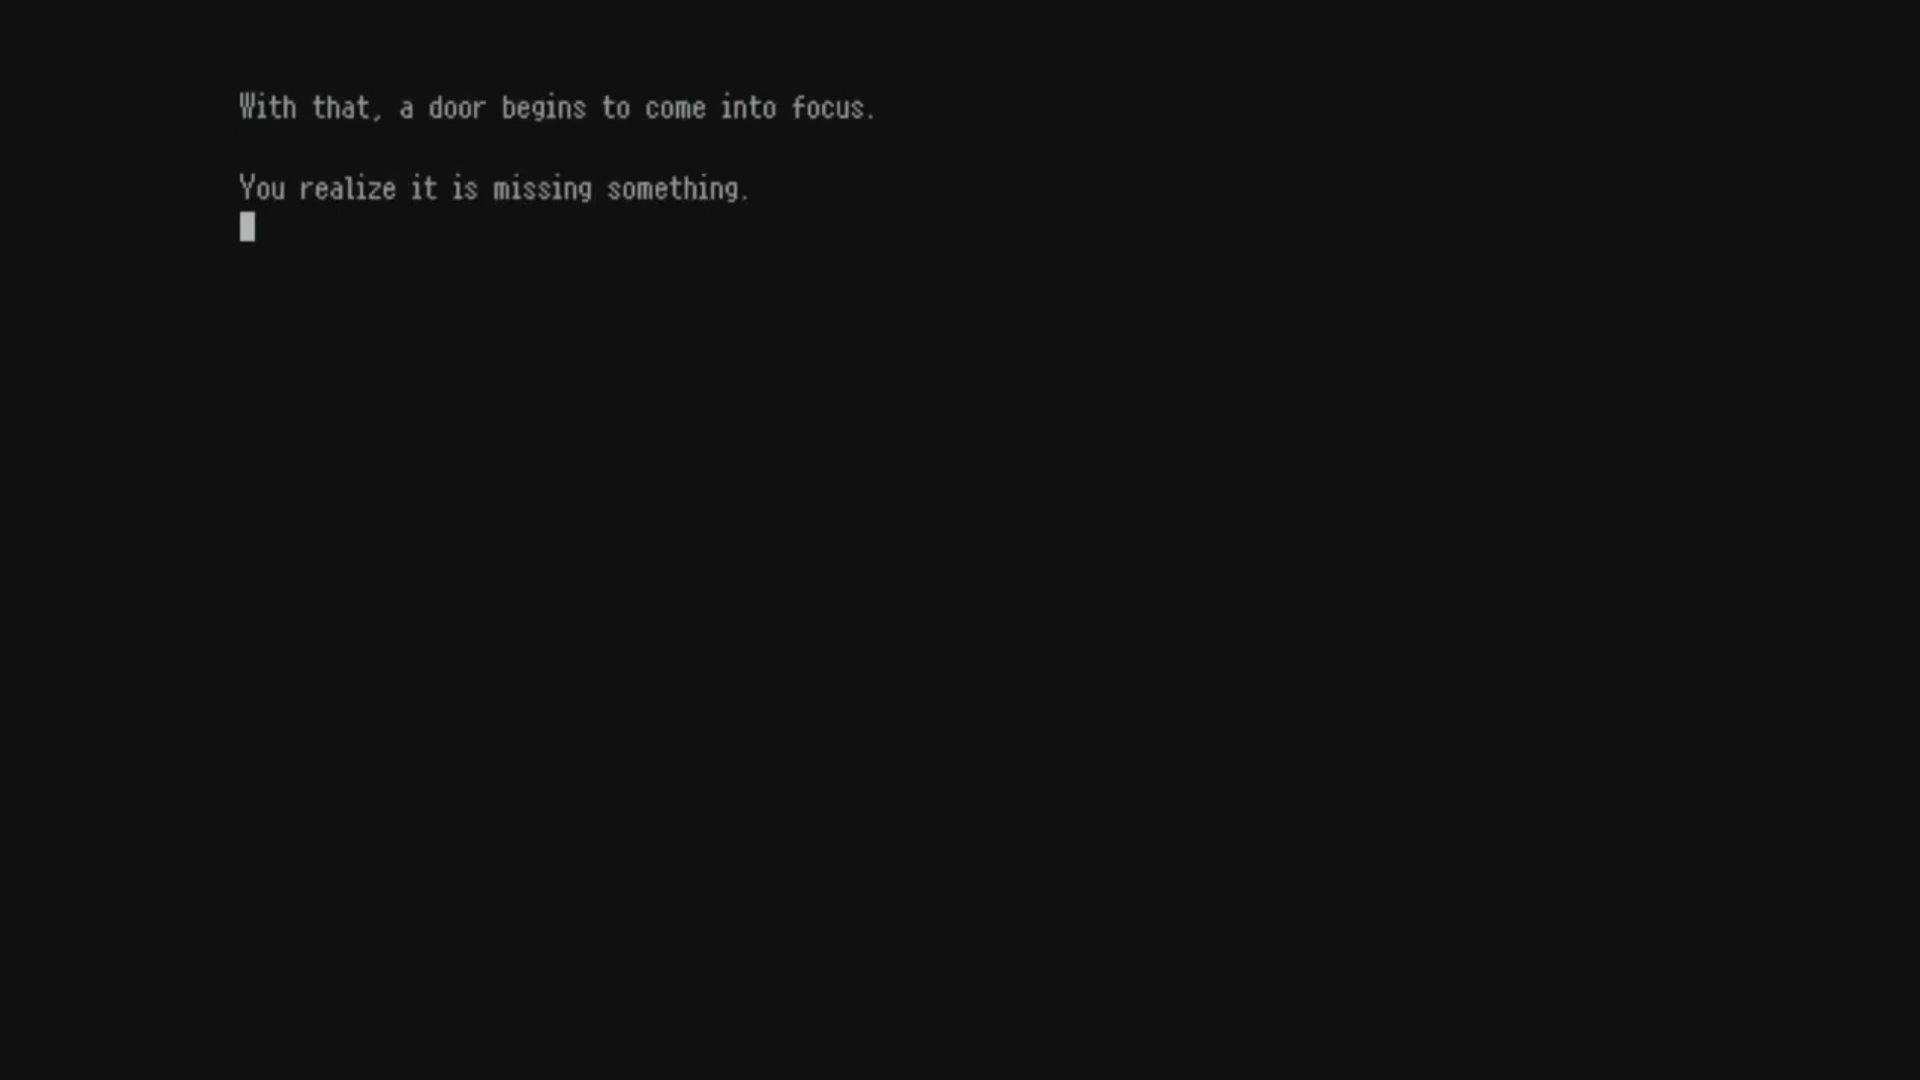 With that, a door begins to come into focus.
You realize it is missing something.